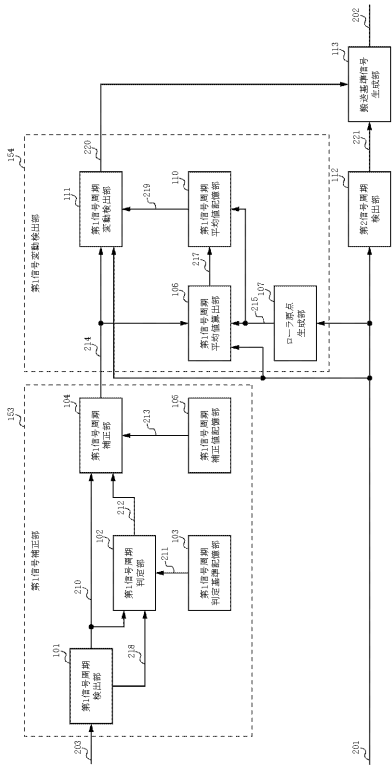 第1信号補正部
153
203
101
第1信号周期
検出部
210
218
102
第1信号周期
判定部
211
103
第1信号周期
判定基準記憶部
212
104
第1信号周期
補正部
213
105
第1信号周期
補正値記憶部
214
第1信号変動検出部
154
111
第1信号周期
変動検出部
220
219
110
第1信号周期
平均値記憶部
217
106
第1信号周期
平均値算出部
215
107
ローラ原点
生成部
201
112
第2信号周期
検出部
221
113
搬送基準信号
生成部
202